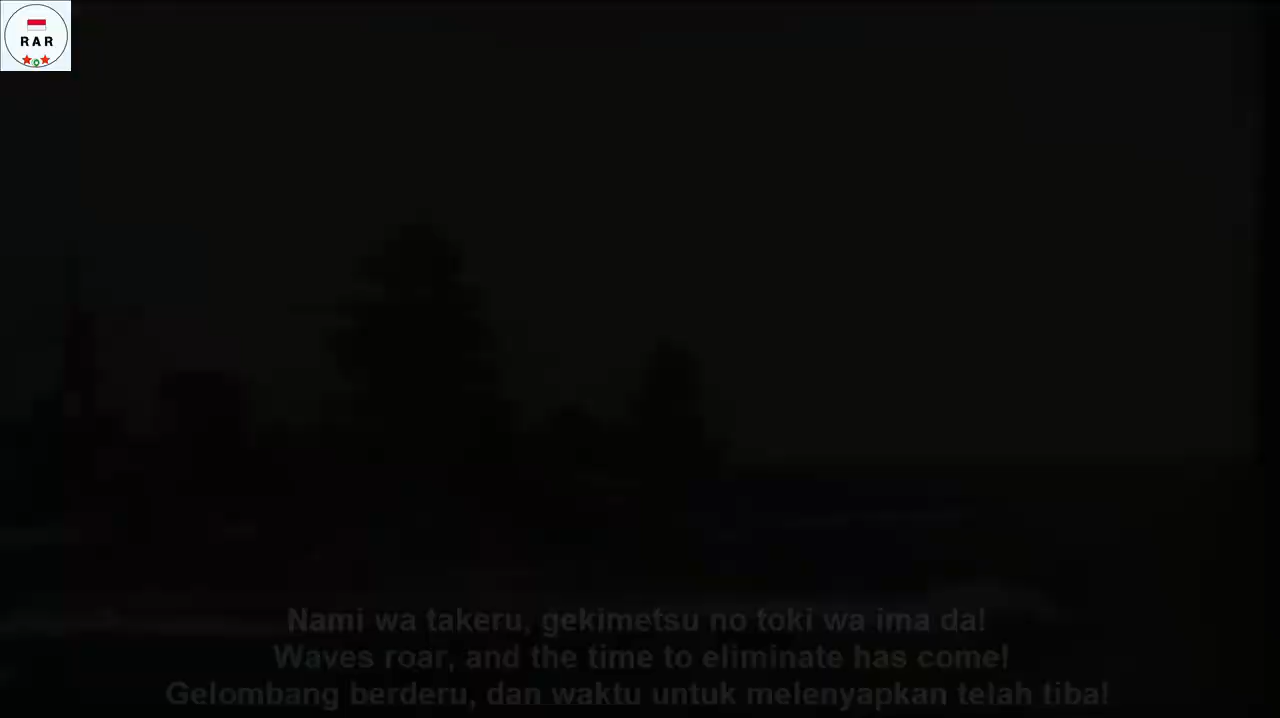 RAR
Nami wa takeru, gekimetsu no toki wa ima da!
Waves roar, and the time to eliminate has come!
Gelombang berderu, dan waktu untuk melenyapkan telah tiba!